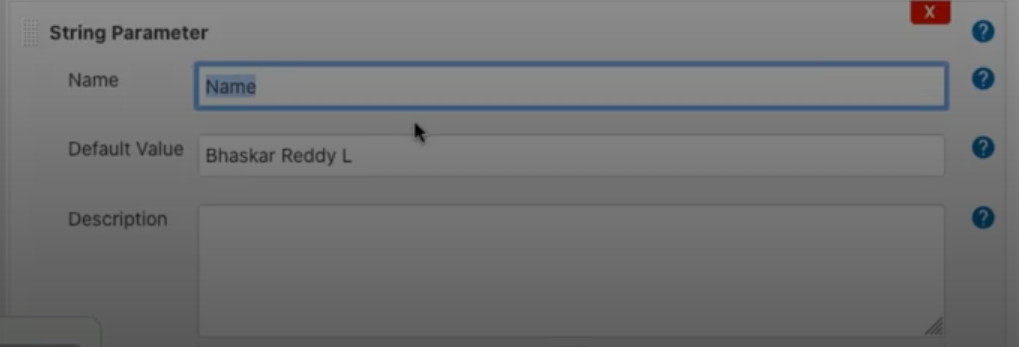 X
String Parameter ?
Name Name ?
Default Value Bhaskar Reddy L ?
Description ?